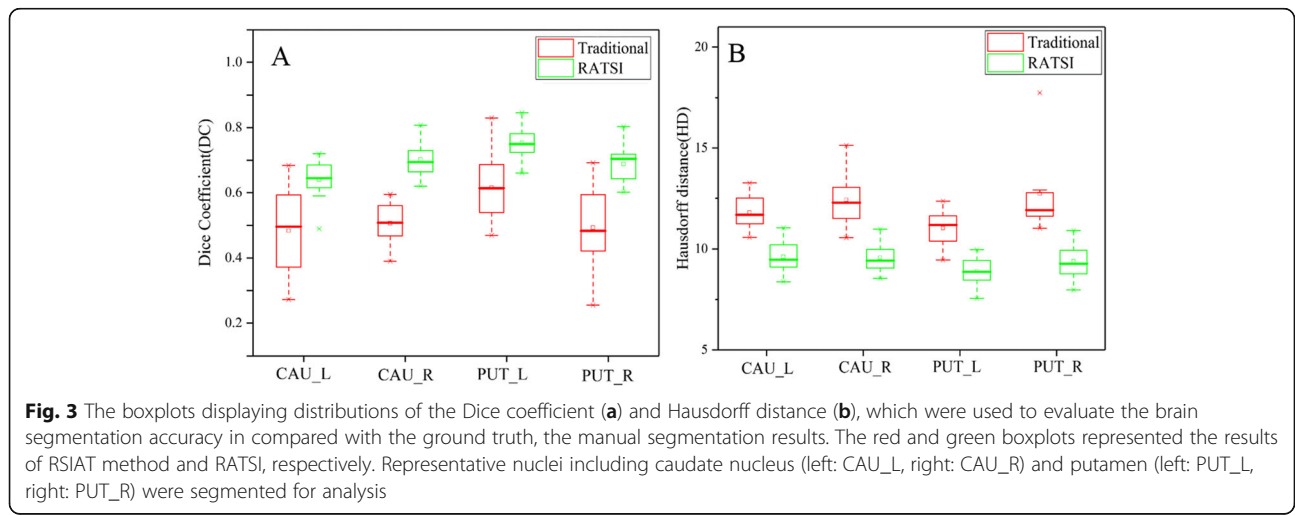 A
Traditional
RATSI
1.0
0.8
0.6
0.4
0.2
Dice Coefficient(DC)
CAU_L CAU_R PUT_L PUT_R
B
Traditional
RATSI
20
15
10
5
Hausdorff distance(HD)
CAU_L CAU_R PUT_L PUT_R
Fig. 3 The boxplots displaying distributions of the Dice coefficient (a) and Hausdorff distance (b), which were used to evaluate the brain
segmentation accuracy in compared with the ground truth, the manual segmentation results. The red and green boxplots represented the results
of RSIAT method and RATSI, respectively. Representative nuclei including caudate nucleus (left: CAU_L, right: CAU_R) and putamen (left: PUT_L,
right: PUT_R) were segmented for analysis